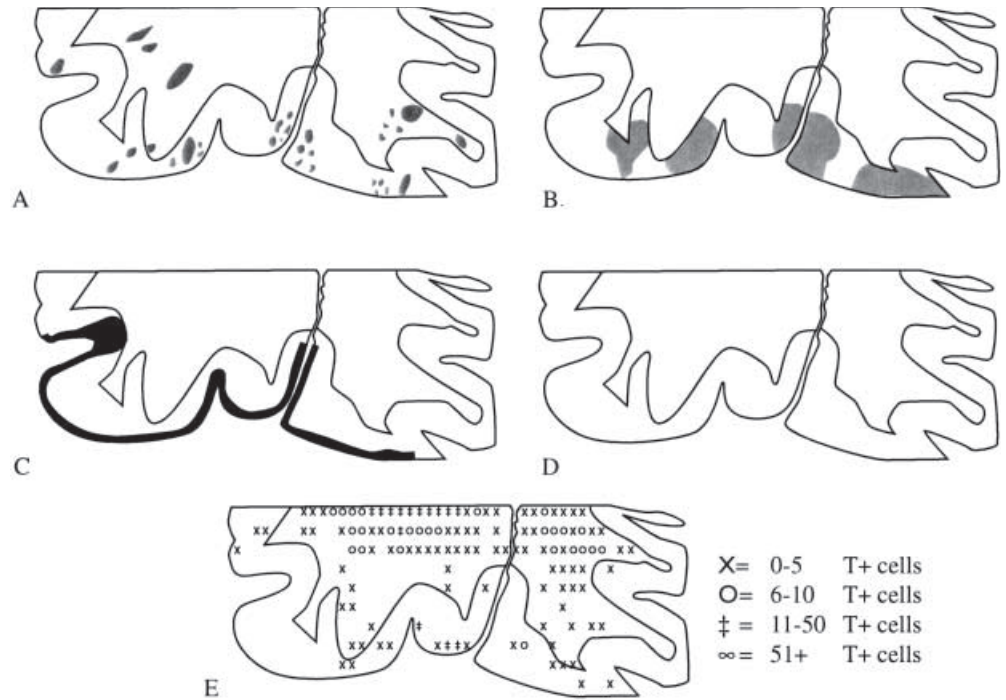 A
B.
C
D
E
X= 0-5 T+ cells
O= 6-10 T+ cells
‡ = 11-50 T+ cells
∞ = 51+ T+ cells